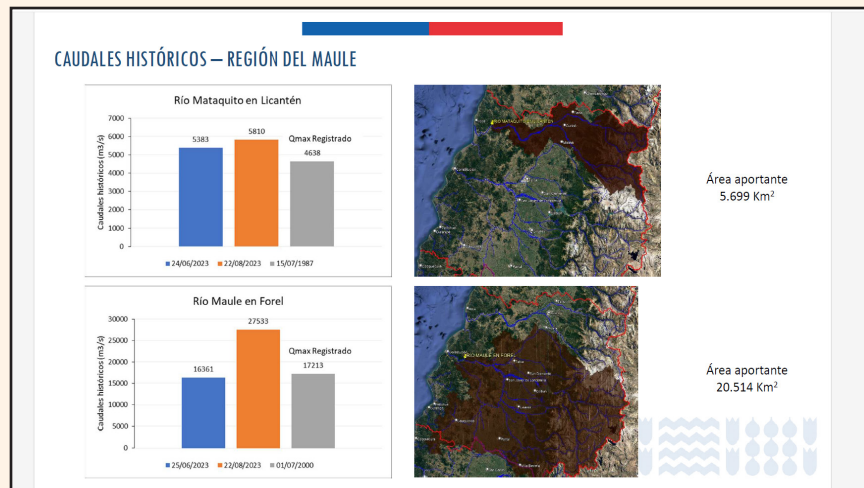 CAUDALES HISTÓRICOS – REGIÓN DEL MAULE
Río Mataquito en Licantén
Caudales históricos (m3/s)
7000
6000
5000
4000
3000
2000
1000
0
5383
5810
Qmax Registrado
4638
24/06/2023 22/08/2023 15/07/1987
Área aportante
5.699 Km²
Río Maule en Forel
Caudales históricos (m3/s)
30000
25000
20000
15000
10000
5000
0
16361
27533
Qmax Registrado
17213
25/06/2023 22/08/2023 01/07/2000
RÍO MAULE EN FOREL
Área aportante
20.514 Km²